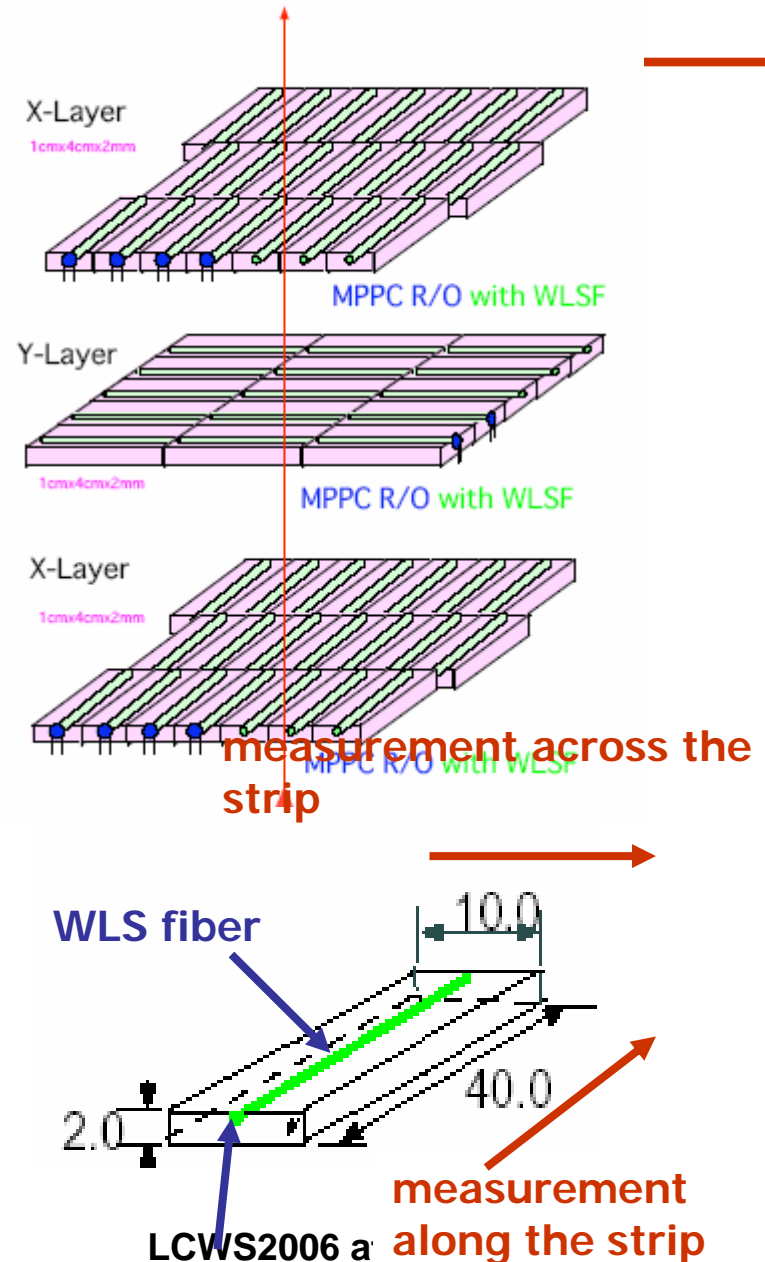 X-Layer
1cmx4cmx2mm
MPPC R/O with WLSF
Y-Layer
1cmx4cmx2mm
MPPC R/O with WLSF
X-Layer
1cmx4cmx2mm
measurement across the
MPPC R/O with WLSF
strip
10.0
WLS fiber
40.0
2.0
measurement
LCWS2006 a
along the strip